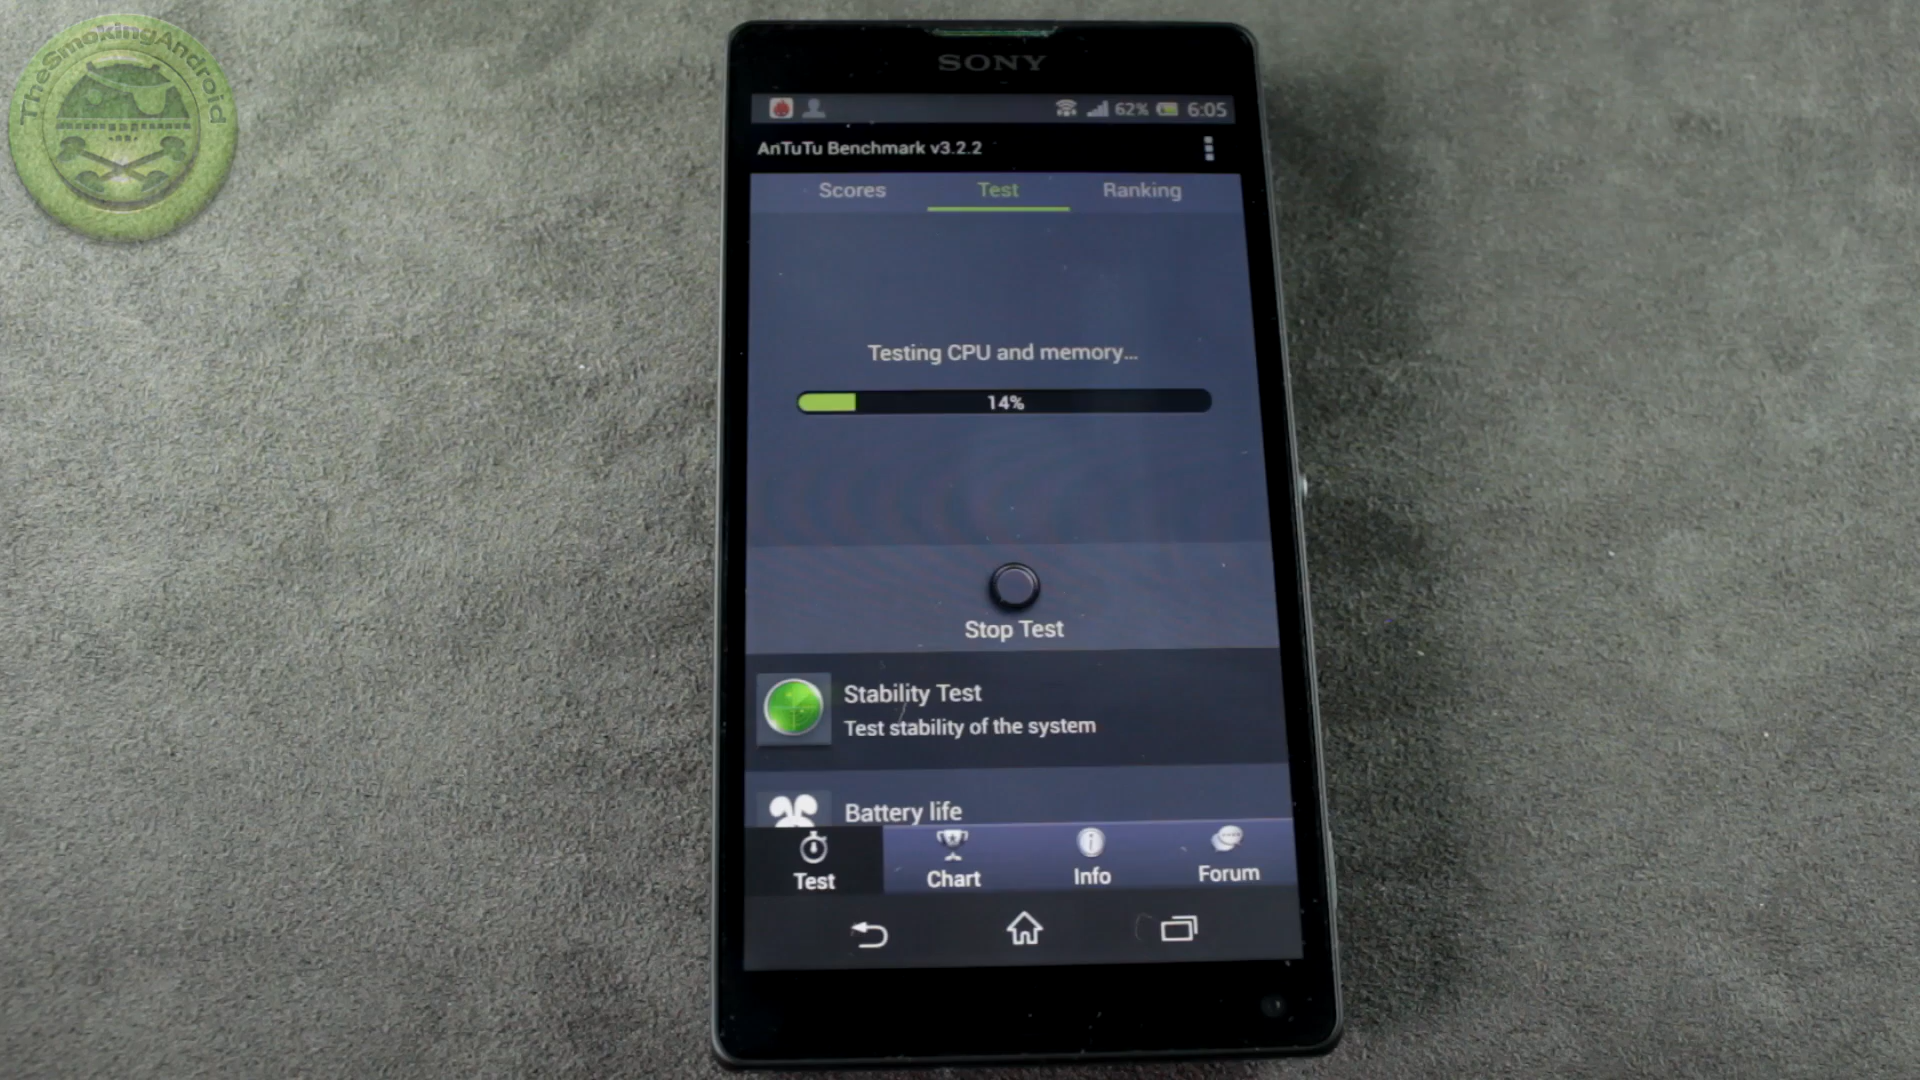 TheSmokingAndroid
SONY
62% 6:05
AnTuTu Benchmark v3.2.2
Scores Test Ranking
Testing CPU and memory...
14%
Stop Test
Stability Test
Test stability of the system
Battery life
Test Chart Info Forum